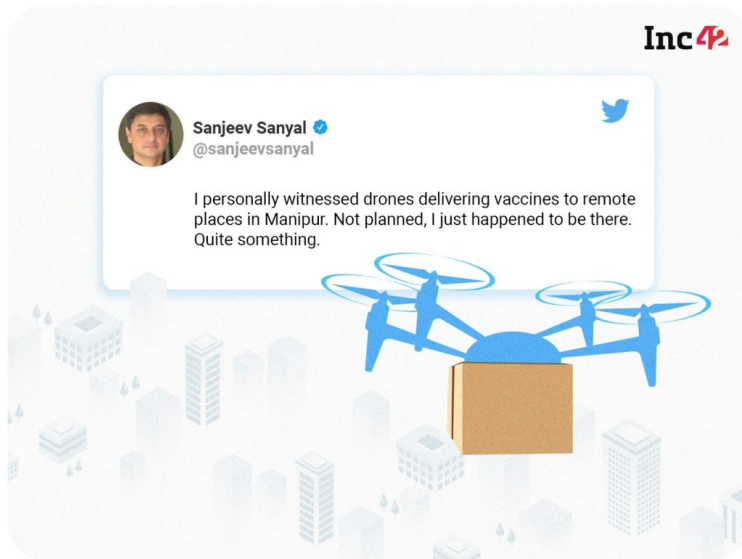 Inc42
Sanjeev Sanyal
@sanjeevsanyal
I personally witnessed drones delivering vaccines to remote
places in Manipur. Not planned, I just happened to be there.
Quite something.